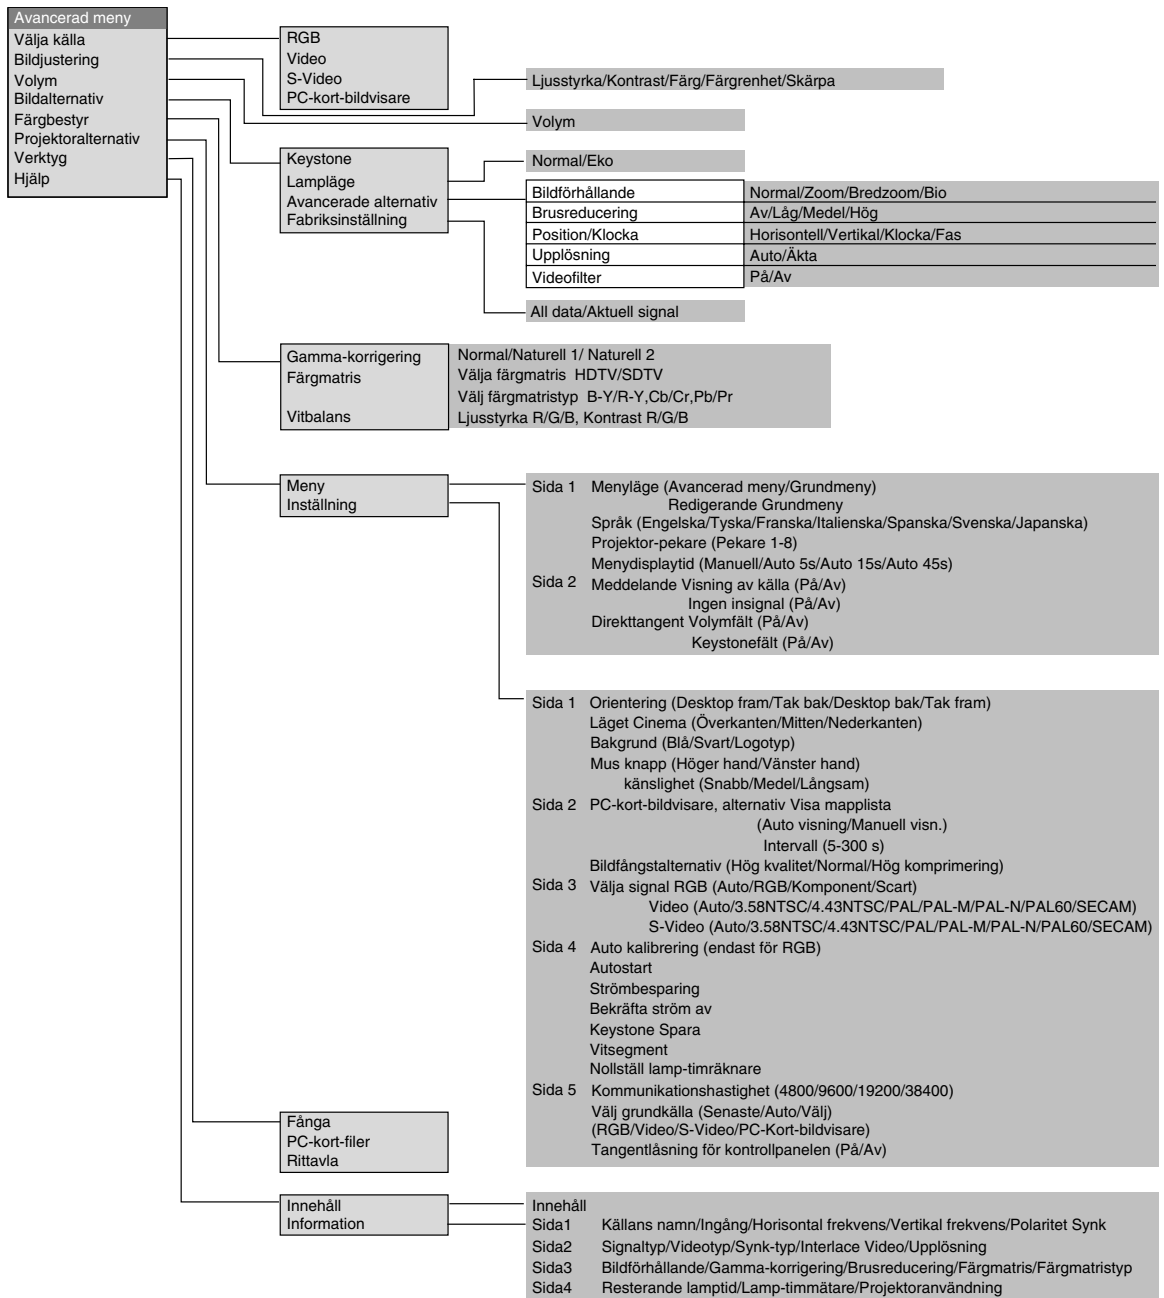 Avancerad meny
Välja källa
Bildjustering
Volym
Bildalternativ
Färgbestyr
Projektoralternativ
Verktyg
Hjälp
RGB
Video
S-Video
PC-kort-bildvisare
Ljusstyrka/Kontrast/Färg/Färgrenhet/Skärpa
Volym
Keystone
Lampläge
Avancerade alternativ
Fabriksinställning
Normal/Eko
Bildförhållande Normal/Zoom/Bredzoom/Bio
Brusreducering Av/Låg/Medel/Hög
Position/Klocka Horisontell/Vertikal/Klocka/Fas
Upplösning Auto/Äkta
Videofilter På/Av
All data/Aktuell signal
Gamma-korrigering Normal/Naturell 1/ Naturell 2
Färgmatris Välja färgmatris HDTV/SDTV
Välj färgmatristyp B-Y/R-Y,Cb/Cr,Pb/Pr
Vitbalans Ljusstyrka R/G/B, Kontrast R/G/B
Meny
Inställning
Sida 1 Menyläge (Avancerad meny/Grundmeny)
Redigerande Grundmeny
Språk (Engelska/Tyska/Franska/Italienska/Spanska/Svenska/Japanska)
Projektor-pekare (Pekare 1-8)
Menydisplaytid (Manuell/Auto 5s/Auto 15s/Auto 45s)
Sida 2 Meddelande Visning av källa (På/Av)
Ingen insignal (På/Av)
Direkttangent Volymfält (På/Av)
Keystonefält (På/Av)
Sida 1 Orientering (Desktop fram/Tak bak/Desktop bak/Tak fram)
Läget Cinema (Överkanten/Mitten/Nederkanten)
Bakgrund (Blå/Svart/Logotyp)
Mus knapp (Höger hand/Vänster hand)
känslighet (Snabb/Medel/Långsam)
Sida 2 PC-kort-bildvisare, alternativ Visa mapplista
(Auto visning/Manuell visn.)
Intervall (5-300 s)
Bildfångstalternativ (Hög kvalitet/Normal/Hög komprimering)
Sida 3 Välja signal RGB (Auto/RGB/Komponent/Scart)
Video (Auto/3.58NTSC/4.43NTSC/PAL/PAL-M/PAL-N/PAL60/SECAM)
S-Video (Auto/3.58NTSC/4.43NTSC/PAL/PAL-M/PAL-N/PAL60/SECAM)
Sida 4 Auto kalibrering (endast för RGB)
Autostart
Strömbesparing
Bekräfta ström av
Keystone Spara
Vitsegment
Nollställ lamp-timräknare
Sida 5 Kommunikationshastighet (4800/9600/19200/38400)
Välj grundkälla (Senaste/Auto/Välj)
(RGB/Video/S-Video/PC-Kort-bildvisare)
Tangentlåsning för kontrollpanelen (På/Av)
Fånga
PC-kort-filer
Rittavla
Innehåll
Information
Innehåll
Sida1 Källans namn/Ingång/Horisontal frekvens/Vertikal frekvens/Polaritet Synk
Sida2 Signaltyp/Videotyp/Synk-typ/Interlace Video/Upplösning
Sida3 Bildförhållande/Gamma-korrigering/Brusreducering/Färgmatris/Färgmatristyp
Sida4 Resterande lamptid/Lamp-timmätare/Projektoranvändning